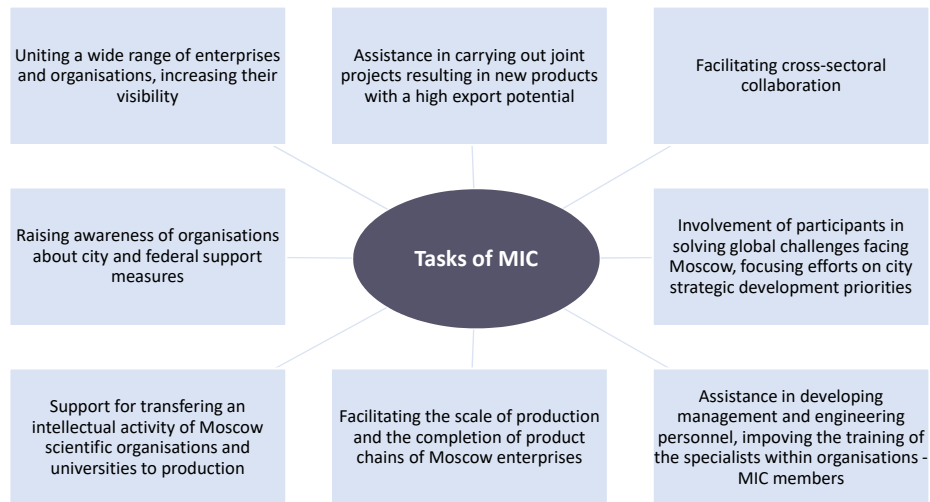 Uniting a wide range of enterprises
and organisations, increasing their
visibility
Assistance in carrying out joint
projects resulting in new products
with a high export potential
Facilitating cross-sectoral
collaboration
Raising awareness of organisations
about city and federal support
measures
Tasks of MIC
Involvement of participants in
solving global challenges facing
Moscow, focusing efforts on city
strategic development priorities
Support for transfering an
intellectual activity of Moscow
scientific organisations and
universities to production
Facilitating the scale of production
and the completion of product
chains of Moscow enterprises
Assistance in developing
management and engineering
personnel, impoving the training of
the specialists within organisations -
MIC members